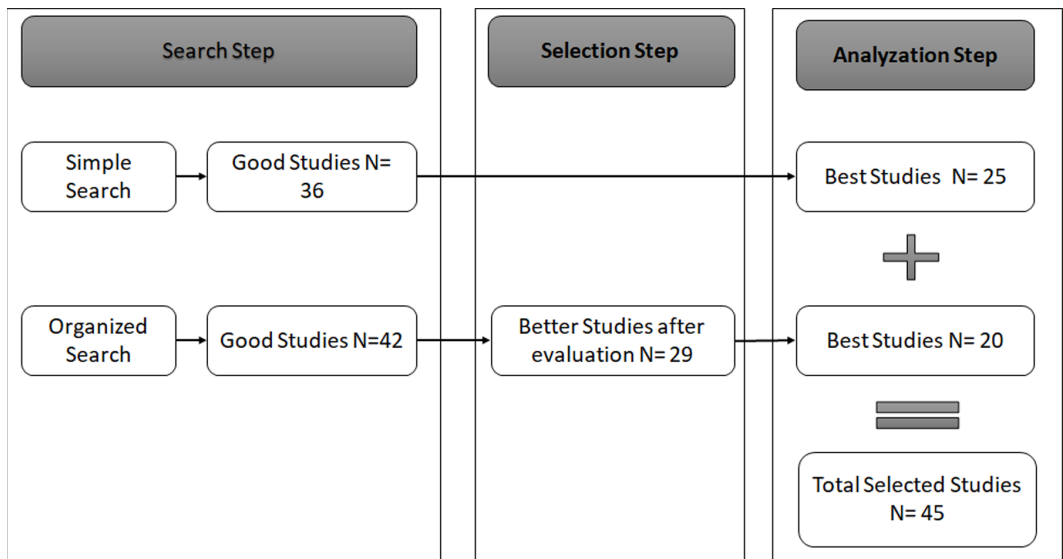 Search Step
Selection Step
Analyzation Step
Simple
Search
Good Studies N=
36
Best Studies N= 25
Organized
Search
Good Studies N=42
Better Studies after
evaluation N= 29
Best Studies N= 20
Total Selected Studies
N= 45